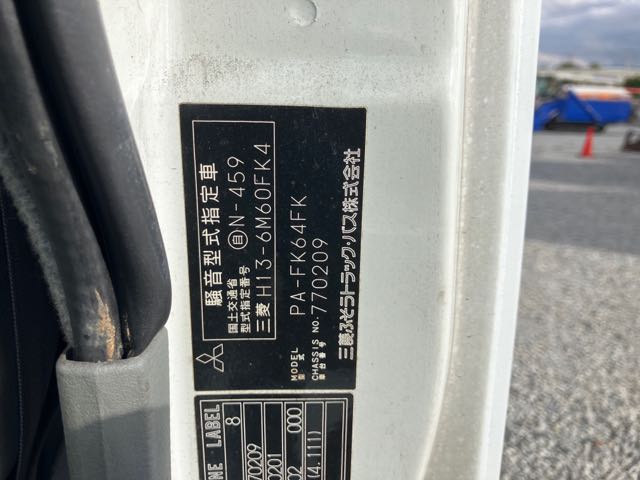 騒音型式指定車
国土交通省
型式指定番号 自N-459
三菱 H13-6M60FK4
MODEL
型式 PA-FK64FK
CHASSIS NO.
車台番号 770209
三菱ふそうトラック・バス株式会社
NE LABEL
8
70209
0201
02 000
(4.111)